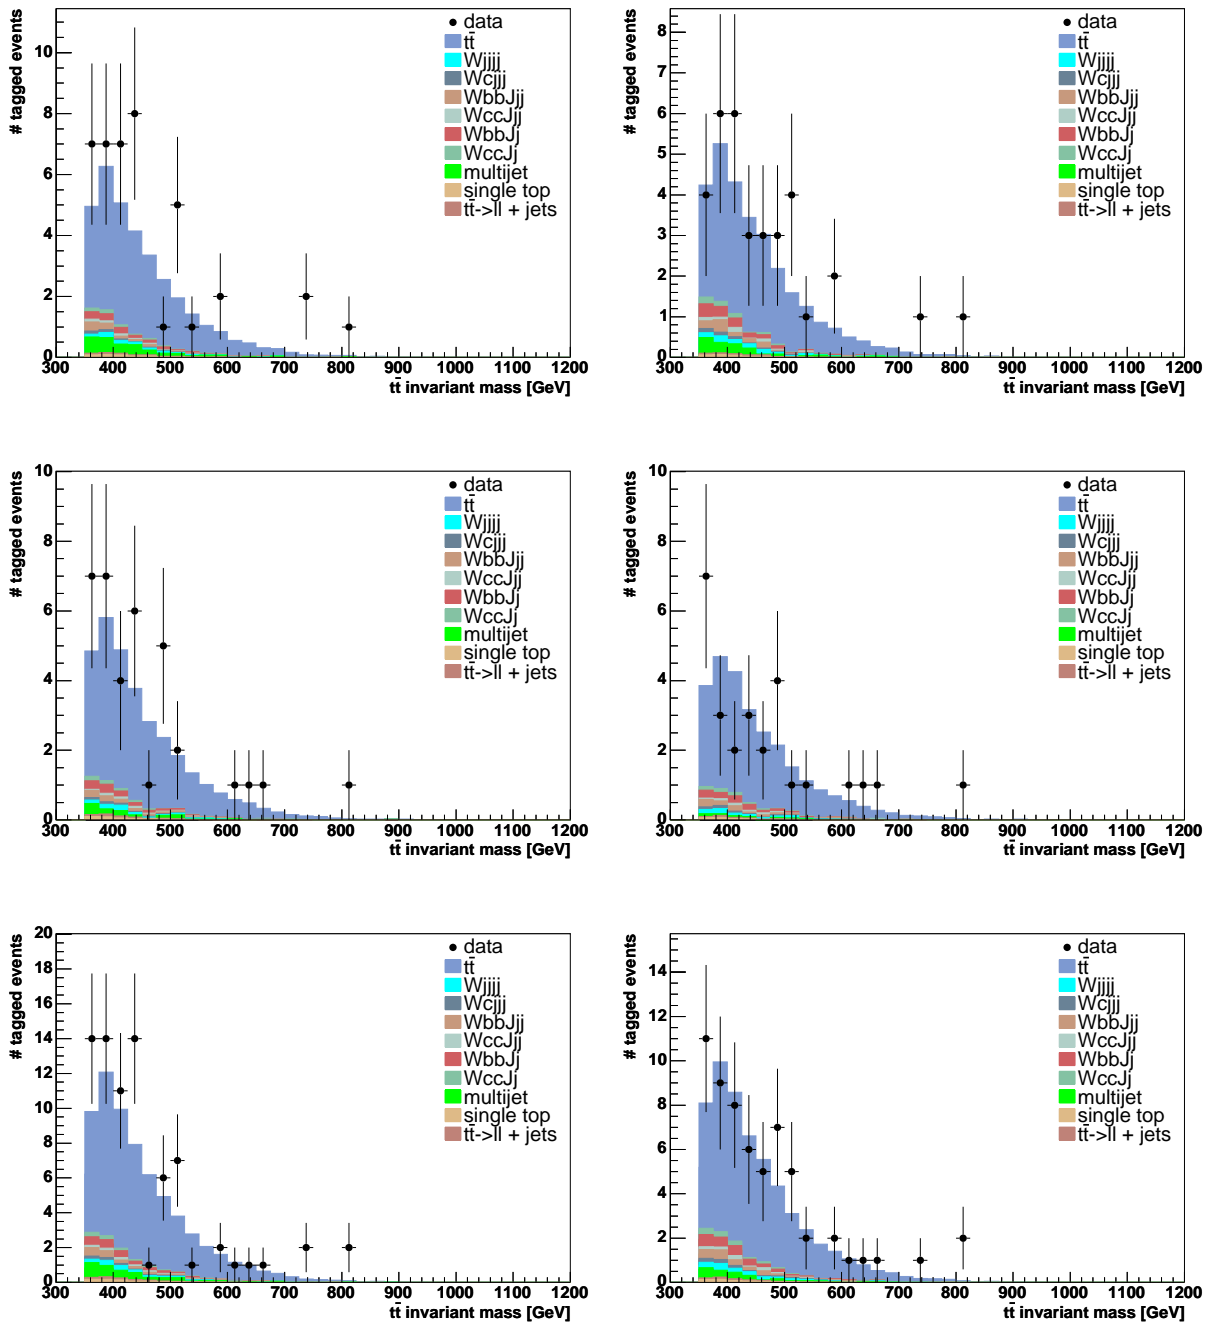 # tagged events
10
8
6
4
2
0
300 400 500 600 700 800 900 1000 1100 1200
tt̄ invariant mass [GeV]
data
tt̄
Wjjjj
Wcjjj
WbbJjj
WccJjj
WbbJj
WccJj
multijet
single top
tt̄->ll + jets
# tagged events
8
7
6
5
4
3
2
1
0
300 400 500 600 700 800 900 1000 1100 1200
tt̄ invariant mass [GeV]
data
tt̄
Wjjjj
Wcjjj
WbbJjj
WccJjj
WbbJj
WccJj
multijet
single top
tt̄->ll + jets
# tagged events
10
8
6
4
2
0
300 400 500 600 700 800 900 1000 1100 1200
tt̄ invariant mass [GeV]
data
tt̄
Wjjjj
Wcjjj
WbbJjj
WccJjj
WbbJj
WccJj
multijet
single top
tt̄->ll + jets
# tagged events
10
8
6
4
2
0
300 400 500 600 700 800 900 1000 1100 1200
tt̄ invariant mass [GeV]
data
tt̄
Wjjjj
Wcjjj
WbbJjj
WccJjj
WbbJj
WccJj
multijet
single top
tt̄->ll + jets
# tagged events
20
18
16
14
12
10
8
6
4
2
0
300 400 500 600 700 800 900 1000 1100 1200
tt̄ invariant mass [GeV]
data
tt̄
Wjjjj
Wcjjj
WbbJjj
WccJjj
WbbJj
WccJj
multijet
single top
tt̄->ll + jets
# tagged events
14
12
10
8
6
4
2
0
300 400 500 600 700 800 900 1000 1100 1200
tt̄ invariant mass [GeV]
data
tt̄
Wjjjj
Wcjjj
WbbJjj
WccJjj
WbbJj
WccJj
multijet
single top
tt̄->ll + jets